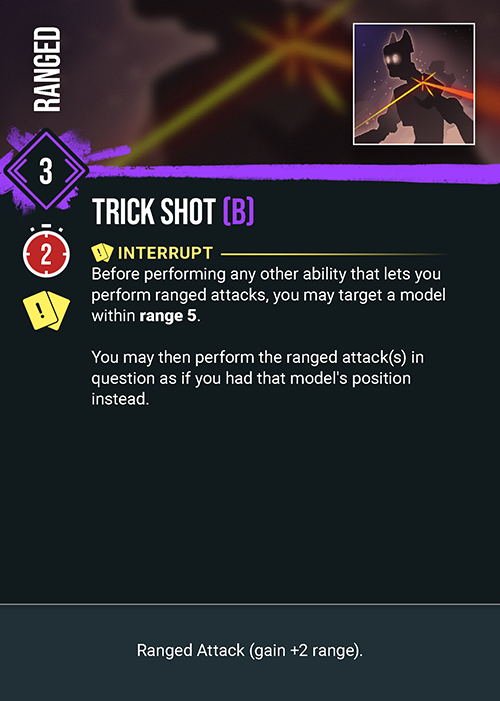 RANGED
3
TRICK SHOT (B)
2
! INTERRUPT
!
Before performing any other ability that lets you
perform ranged attacks, you may target a model
within range 5.
You may then perform the ranged attack(s) in
question as if you had that model's position
instead.
Ranged Attack (gain +2 range).